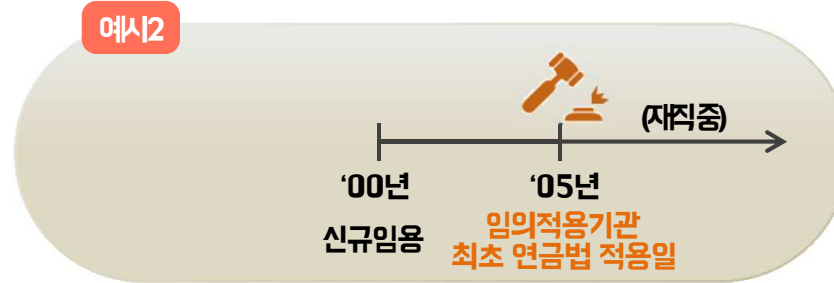 예시2
(재직중)
‘00년
‘05년
신규임용
임의적용기관
최초 연금법 적용일